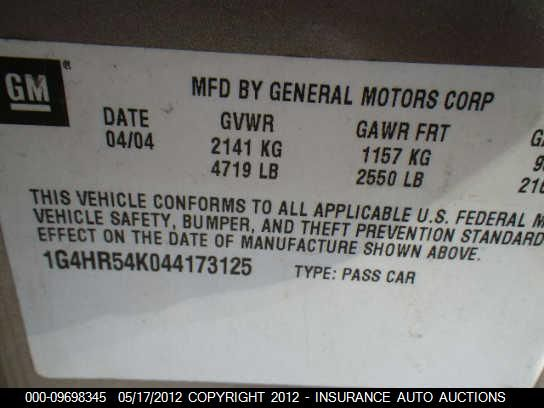 GM ®
MFD BY GENERAL MOTORS CORP
DATE GVWR GAWR FRT
04/04 2141 KG 1157 KG
4719 LB 2550 LB
THIS VEHICLE CONFORMS TO ALL APPLICABLE U.S. FEDERAL
VEHICLE SAFETY, BUMPER, AND THEFT PREVENTION STANDARD
EFFECT ON THE DATE OF MANUFACTURE SHOWN ABOVE.
1G4HR54K044173125 TYPE: PASS CAR
000-09698345 05/17/2012 COPYRIGHT 2012 - INSURANCE AUTO AUCTIONS